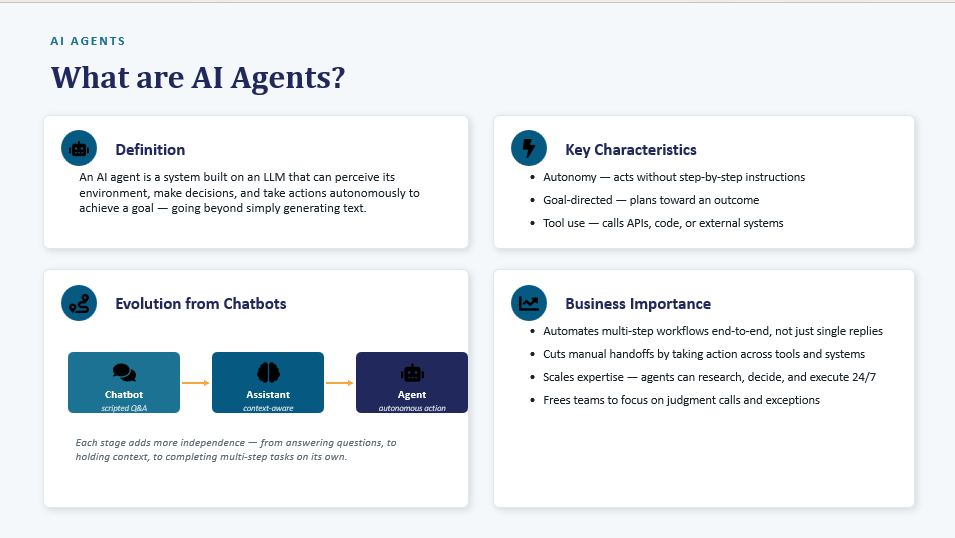 AI AGENTS
What are AI Agents?
Definition
An AI agent is a system built on an LLM that can perceive its
environment, make decisions, and take actions autonomously to
achieve a goal — going beyond simply generating text.
Key Characteristics
• Autonomy — acts without step-by-step instructions
• Goal-directed — plans toward an outcome
• Tool use — calls APIs, code, or external systems
Evolution from Chatbots
Chatbot
scripted Q&A
Assistant
context-aware
Agent
autonomous action
Each stage adds more independence — from answering questions, to
holding context, to completing multi-step tasks on its own.
Business Importance
• Automates multi-step workflows end-to-end, not just single replies
• Cuts manual handoffs by taking action across tools and systems
• Scales expertise — agents can research, decide, and execute 24/7
• Frees teams to focus on judgment calls and exceptions